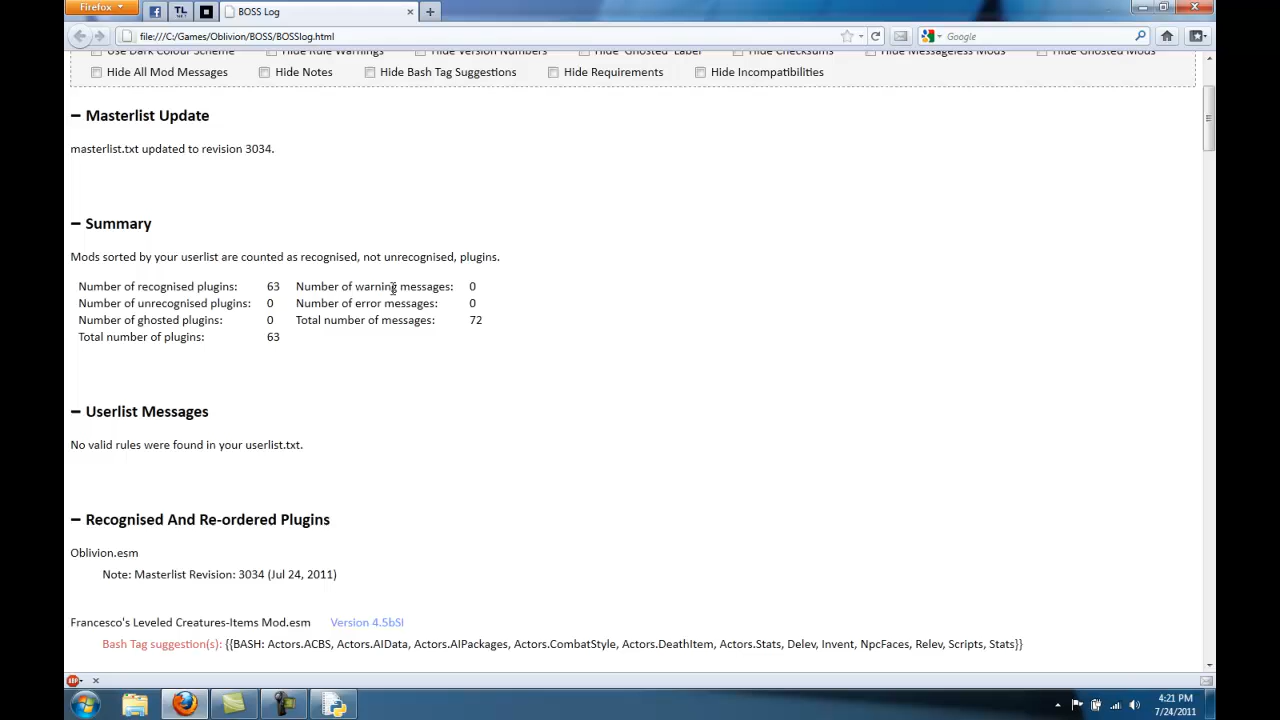 Firefox
TL
BOSS Log
file:///C:/Games/Oblivion/BOSS/BOSSlog.html
Google
Use Dark Colour Scheme Hide Rule Warnings Hide Version Numbers Hide 'Ghosted' Label Hide Checksums Hide Messageless Mods Hide Ghosted Mods
Hide All Mod Messages Hide Notes Hide Bash Tag Suggestions Hide Requirements Hide Incompatibilities
− Masterlist Update
masterlist.txt updated to revision 3034.
− Summary
Mods sorted by your userlist are counted as recognised, not unrecognised, plugins.
Number of recognised plugins: 63 Number of warning messages: 0
Number of unrecognised plugins: 0 Number of error messages: 0
Number of ghosted plugins: 0 Total number of messages: 72
Total number of plugins: 63
− Userlist Messages
No valid rules were found in your userlist.txt.
− Recognised And Re-ordered Plugins
Oblivion.esm
Note: Masterlist Revision: 3034 (Jul 24, 2011)
Francesco's Leveled Creatures-Items Mod.esm Version 4.5bSI
Bash Tag suggestion(s): {{BASH: Actors.ACBS, Actors.AIData, Actors.AIPackages, Actors.CombatStyle, Actors.DeathItem, Actors.Stats, Delev, Invent, NpcFaces, Relev, Scripts, Stats}}
4:21 PM
7/24/2011